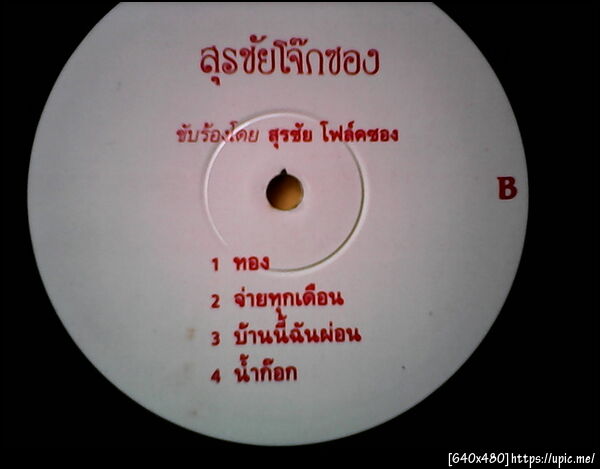 สุรชัยโจ๊กซอง
ขับร้องโดย สุรชัย โฟล์คซอง
B
1 ทอง
2 จ่ายทุกเดือน
3 บ้านนี้ฉันผ่อน
4 น้ำก๊อก
[640x480]https://upic.me/